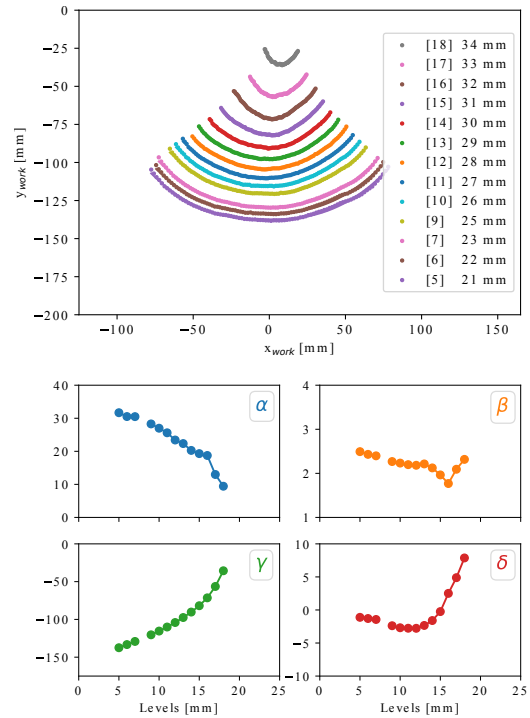 0
−25
−50
−75
−100
−125
−150
−175
−200
y_work [mm]
−100 −50 0 50 100 150
x_work [mm]
[18] 34 mm
[17] 33 mm
[16] 32 mm
[15] 31 mm
[14] 30 mm
[13] 29 mm
[12] 28 mm
[11] 27 mm
[10] 26 mm
[9] 25 mm
[7] 23 mm
[6] 22 mm
[5] 21 mm
40
30
20
10
0
α
4
3
2
1
β
0
−50
−100
−150
γ
0 5 10 15 20 25
Levels [mm]
10
5
0
−5
−10
δ
0 5 10 15 20 25
Levels [mm]